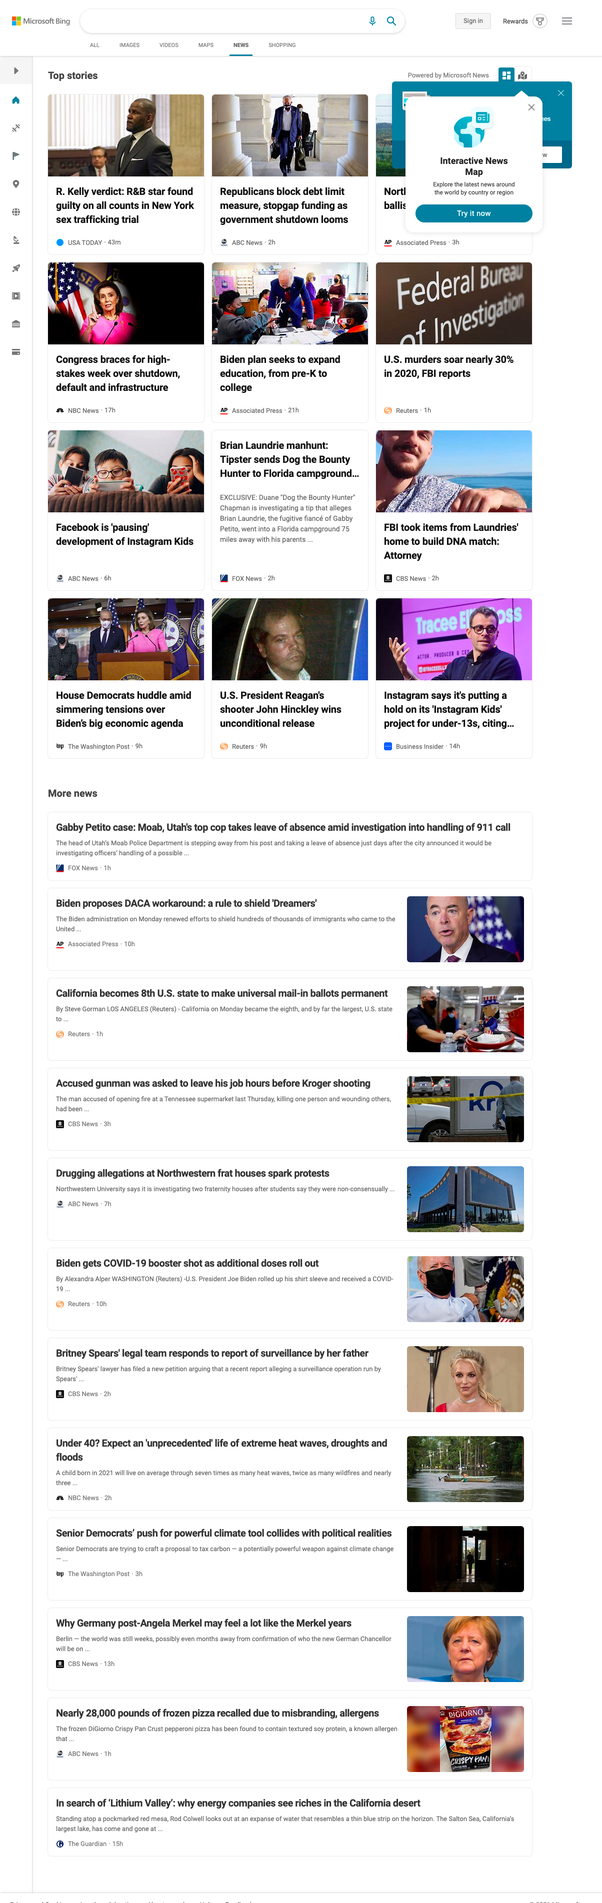 Microsoft Bing
Sign in
Rewards
ALL
IMAGES
VIDEOS
MAPS
NEWS
SHOPPING
Top stories
Powered by Microsoft News
Interactive News
Map
Explore the latest news around
the world by country or region
Try it now
R. Kelly verdict: R&B star found
guilty on all counts in New York
sex trafficking trial
USA TODAY · 43m
Republicans block debt limit
measure, stopgap funding as
government shutdown looms
ABC News · 2h
AP Associated Press · 3h
Federal Bureau
of Investigation
Congress braces for high-
stakes week over shutdown,
default and infrastructure
NBC News · 17h
Biden plan seeks to expand
education, from pre-K to
college
AP Associated Press · 21h
U.S. murders soar nearly 30%
in 2020, FBI reports
Reuters · 1h
Facebook is 'pausing'
development of Instagram Kids
ABC News · 6h
Brian Laundrie manhunt:
Tipster sends Dog the Bounty
Hunter to Florida campground...
EXCLUSIVE: Duane "Dog the Bounty Hunter"
Chapman is investigating a tip that alleges
Brian Laundrie, the fugitive fiancé of Gabby
Petito, went into a Florida campground 75
miles away with his parents ...
FOX News · 2h
FBI took items from Laundries'
home to build DNA match:
Attorney
CBS News · 2h
House Democrats huddle amid
simmering tensions over
Biden's big economic agenda
wp The Washington Post · 9h
U.S. President Reagan's
shooter John Hinckley wins
unconditional release
Reuters · 9h
Tracee Ellis Ross
Instagram says it's putting a
hold on its 'Instagram Kids'
project for under-13s, citing...
Business Insider · 14h
More news
Gabby Petito case: Moab, Utah's top cop takes leave of absence amid investigation into handling of 911 call
The head of Utah's Moab Police Department is stepping away from his post and taking a leave of absence just days after the city announced it would be
investigating officers' handling of a possible ...
FOX News · 1h
Biden proposes DACA workaround: a rule to shield 'Dreamers'
The Biden administration on Monday renewed efforts to shield hundreds of thousands of immigrants who came to the
United ...
AP Associated Press · 10h
California becomes 8th U.S. state to make universal mail-in ballots permanent
By Steve Gorman LOS ANGELES (Reuters) - California on Monday became the eighth, and by far the largest, U.S. state
to ...
Reuters · 1h
Accused gunman was asked to leave his job hours before Kroger shooting
The man accused of opening fire at a Tennessee supermarket last Thursday, killing one person and wounding others,
had been ...
CBS News · 3h
Drugging allegations at Northwestern frat houses spark protests
Northwestern University says it is investigating two fraternity houses after students say they were non-consensually ...
ABC News · 7h
Biden gets COVID-19 booster shot as additional doses roll out
By Alexandra Alper WASHINGTON (Reuters) -U.S. President Joe Biden rolled up his shirt sleeve and received a COVID-
19 ...
Reuters · 10h
Britney Spears' legal team responds to report of surveillance by her father
Britney Spears' lawyer has filed a new petition arguing that a recent report alleging a surveillance operation run by
Spears' ...
CBS News · 2h
Under 40? Expect an 'unprecedented' life of extreme heat waves, droughts and
floods
A child born in 2021 will live on average through seven times as many heat waves, twice as many wildfires and nearly
three ...
NBC News · 2h
Senior Democrats' push for powerful climate tool collides with political realities
Senior Democrats are trying to craft a proposal to tax carbon — a potentially powerful weapon against climate change
— ...
wp The Washington Post · 3h
Why Germany post-Angela Merkel may feel a lot like the Merkel years
Berlin — the world was still weeks, possibly even months away from confirmation of who the new German Chancellor
will be on ...
CBS News · 13h
Nearly 28,000 pounds of frozen pizza recalled due to misbranding, allergens
The frozen DiGiorno Crispy Pan Crust pepperoni pizza has been found to contain textured soy protein, a known allergen
that ...
ABC News · 1h
DIGIORNO
CRISPY PAN
In search of 'Lithium Valley': why energy companies see riches in the California desert
Standing atop a pockmarked red mesa, Rod Colwell looks out at an expanse of water that resembles a thin blue strip on the horizon. The Salton Sea, California's
largest lake, has come and gone at ...
The Guardian · 15h